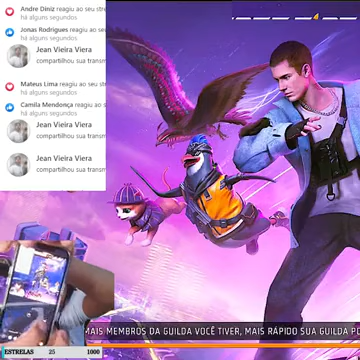 Andre Diniz reagiu ao seu
há alguns segundos
Jonas Rodrigues reagiu ao
há alguns segundos
Jean Vieira Viera
compartilhou sua transm
Mateus Lima reagiu ao seu
há alguns segundos
Camila Mendonça reagiu ao
há alguns segundos
Jean Vieira Viera
compartilhou sua transm
Jean Vieira Viera
compartilhou sua transm
MAIS MEMBROS DA GUILDA VOCÊ TIVER, MAIS RÁPIDO SUA GUILDA
ESTRELAS 25 1000